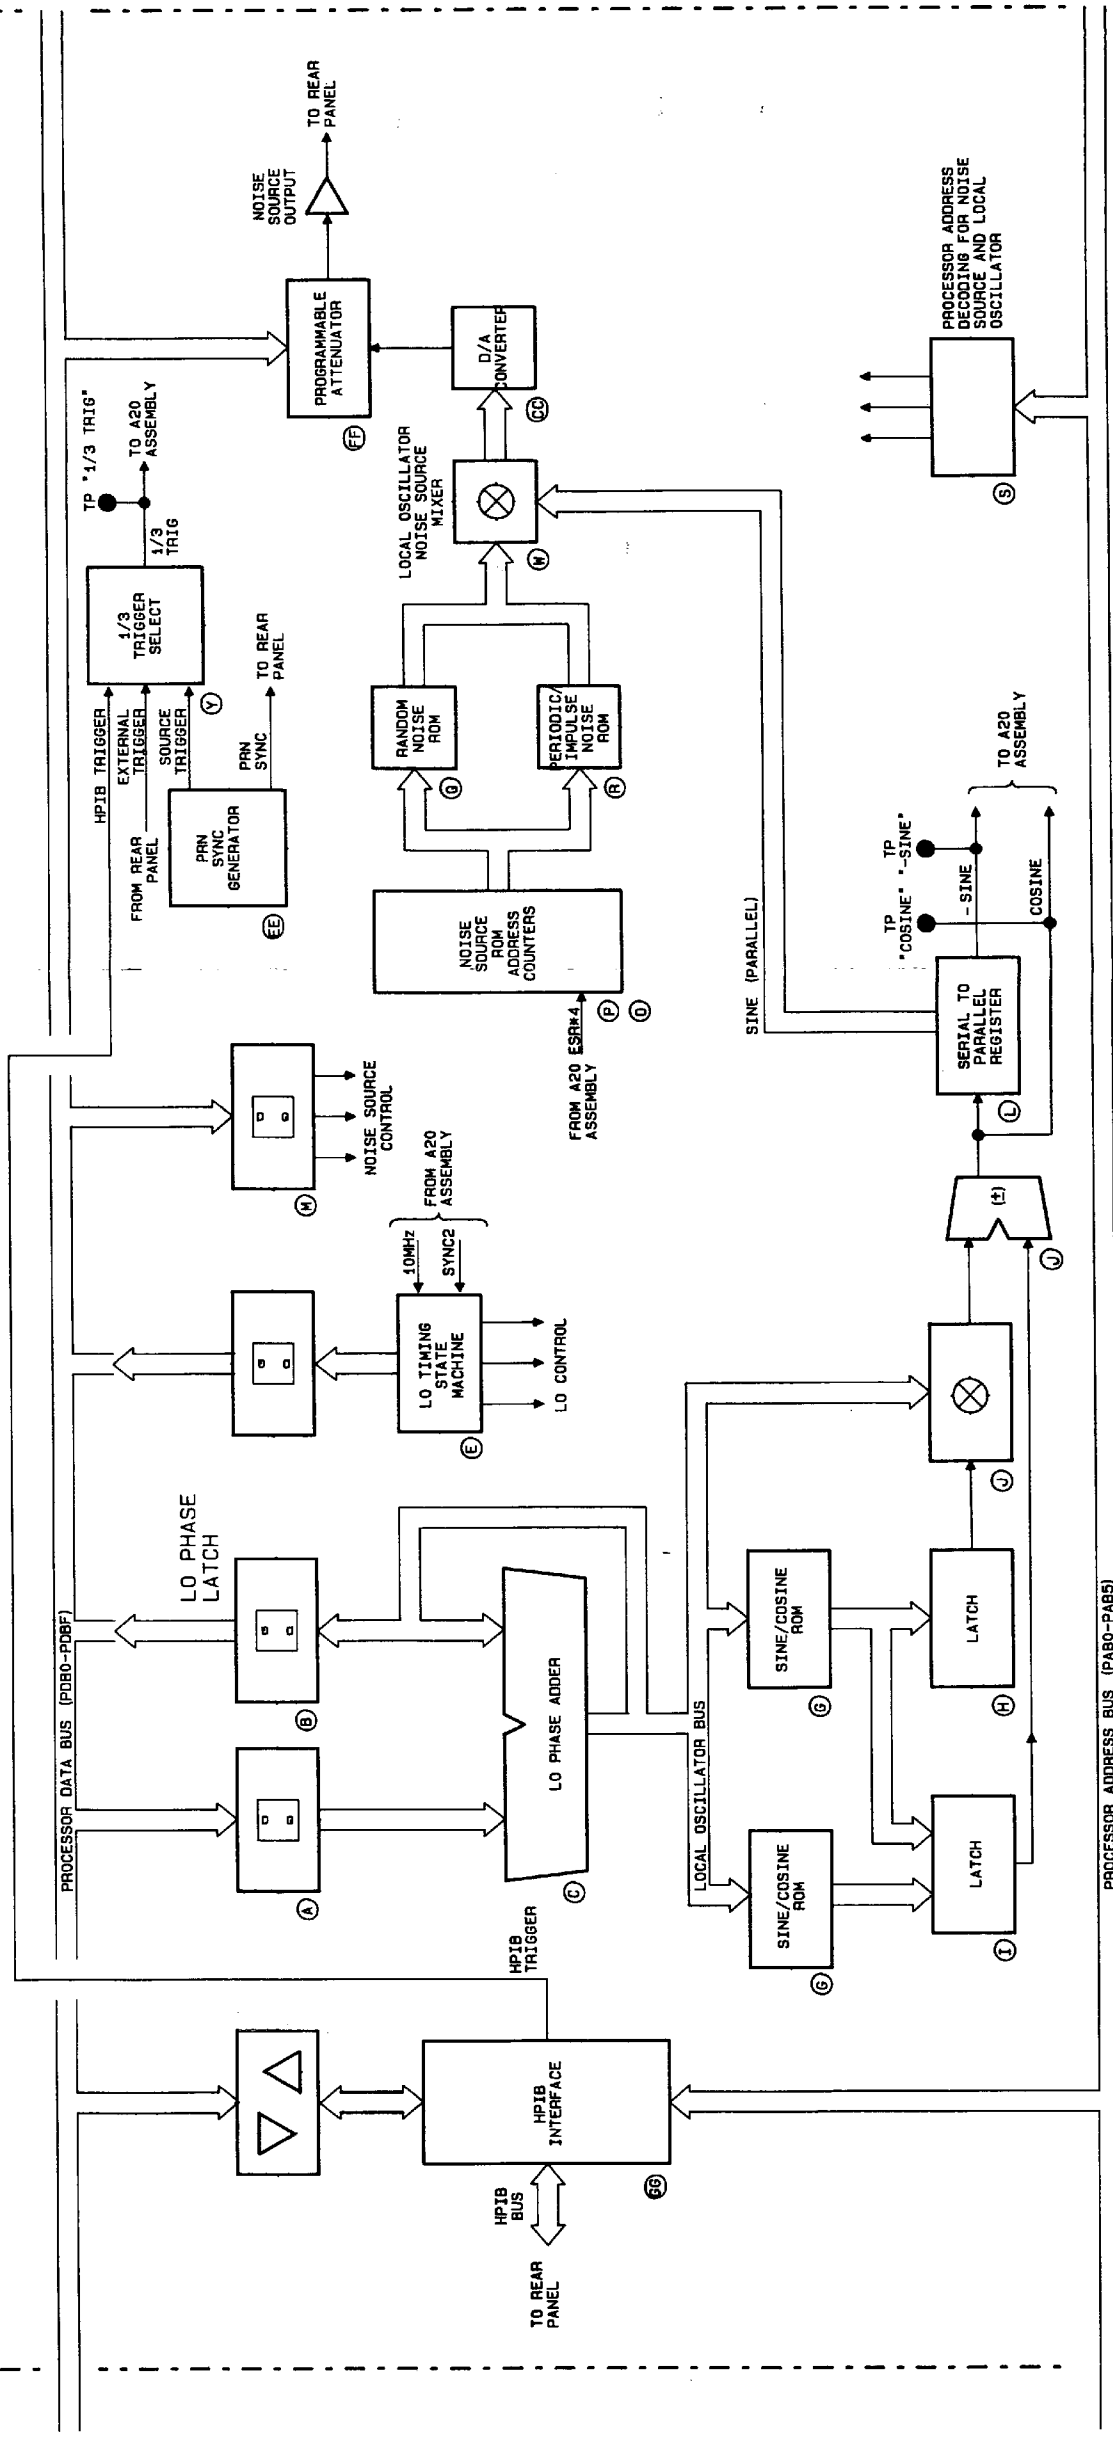 PROCESSOR DATA BUS (PDB0-PDBF)
HPIB
TRIGGER
TO REAR
PANEL
HPIB
BUS
HPIB
INTERFACE
GG
A
B
LO PHASE
LATCH
LO PHASE ADDER
C
LO TIMING
STATE
MACHINE
E
10MHz
SYNC2
FROM A20
ASSEMBLY
LO CONTROL
M
NOISE SOURCE
CONTROL
HPIB TRIGGER
EXTERNAL
TRIGGER
FROM REAR
PANEL
SOURCE
TRIGGER
PRN
SYNC
GENERATOR
EE
PRN
SYNC
TO REAR
PANEL
1/3
TRIGGER
SELECT
Y
1/3
TRIG
TP "1/3 TRIG"
TO A20
ASSEMBLY
NOISE
SOURCE
ROM
ADDRESS
COUNTERS
P
O
FROM A20 ESR*4
ASSEMBLY
RANDOM
NOISE
ROM
Q
PERIODIC/
IMPULSE
NOISE
ROM
R
LOCAL OSCILLATOR
NOISE SOURCE
MIXER
W
D/A
CONVERTER
CC
PROGRAMMABLE
ATTENUATOR
FF
NOISE
SOURCE
OUTPUT
TO REAR
PANEL
LOCAL OSCILLATOR BUS
SINE/COSINE
ROM
G
SINE/COSINE
ROM
G
LATCH
I
LATCH
H
J
(±)
J
SERIAL TO
PARALLEL
REGISTER
L
SINE (PARALLEL)
TP
"COSINE"
TP
"-SINE"
-SINE
COSINE
TO A20
ASSEMBLY
S
PROCESSOR ADDRESS
DECODING FOR NOISE
SOURCE AND LOCAL
OSCILLATOR
PROCESSOR ADDRESS BUS (PAB0-PAB5)